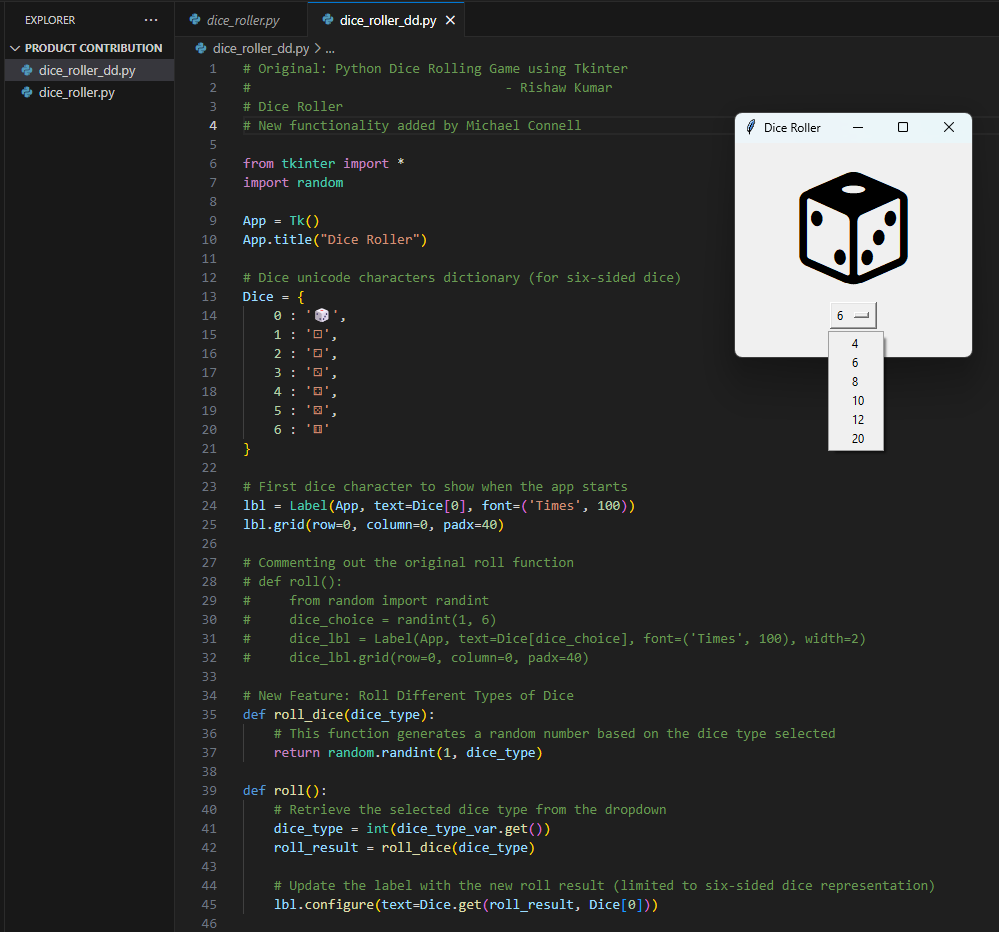 EXPLORER ···
PRODUCT CONTRIBUTION
dice_roller_dd.py
dice_roller.py
dice_roller.py
dice_roller_dd.py
dice_roller_dd.py > ...
1 # Original: Python Dice Rolling Game using Tkinter
2 # - Rishaw Kumar
3 # Dice Roller
4 # New functionality added by Michael Connell
5
6 from tkinter import *
7 import random
8
9 App = Tk()
10 App.title("Dice Roller")
11
12 # Dice unicode characters dictionary (for six-sided dice)
13 Dice = {
14 0 : '🎲',
15 1 : '⚀',
16 2 : '⚁',
17 3 : '⚂',
18 4 : '⚃',
19 5 : '⚄',
20 6 : '⚅'
21 }
22
23 # First dice character to show when the app starts
24 lbl = Label(App, text=Dice[0], font=('Times', 100))
25 lbl.grid(row=0, column=0, padx=40)
26
27 # Commenting out the original roll function
28 # def roll():
29 # from random import randint
30 # dice_choice = randint(1, 6)
31 # dice_lbl = Label(App, text=Dice[dice_choice], font=('Times', 100), width=2)
32 # dice_lbl.grid(row=0, column=0, padx=40)
33
34 # New Feature: Roll Different Types of Dice
35 def roll_dice(dice_type):
36 # This function generates a random number based on the dice type selected
37 return random.randint(1, dice_type)
38
39 def roll():
40 # Retrieve the selected dice type from the dropdown
41 dice_type = int(dice_type_var.get())
42 roll_result = roll_dice(dice_type)
43
44 # Update the label with the new roll result (limited to six-sided dice representation)
45 lbl.configure(text=Dice.get(roll_result, Dice[0]))
46
Dice Roller
6
4
6
8
10
12
20